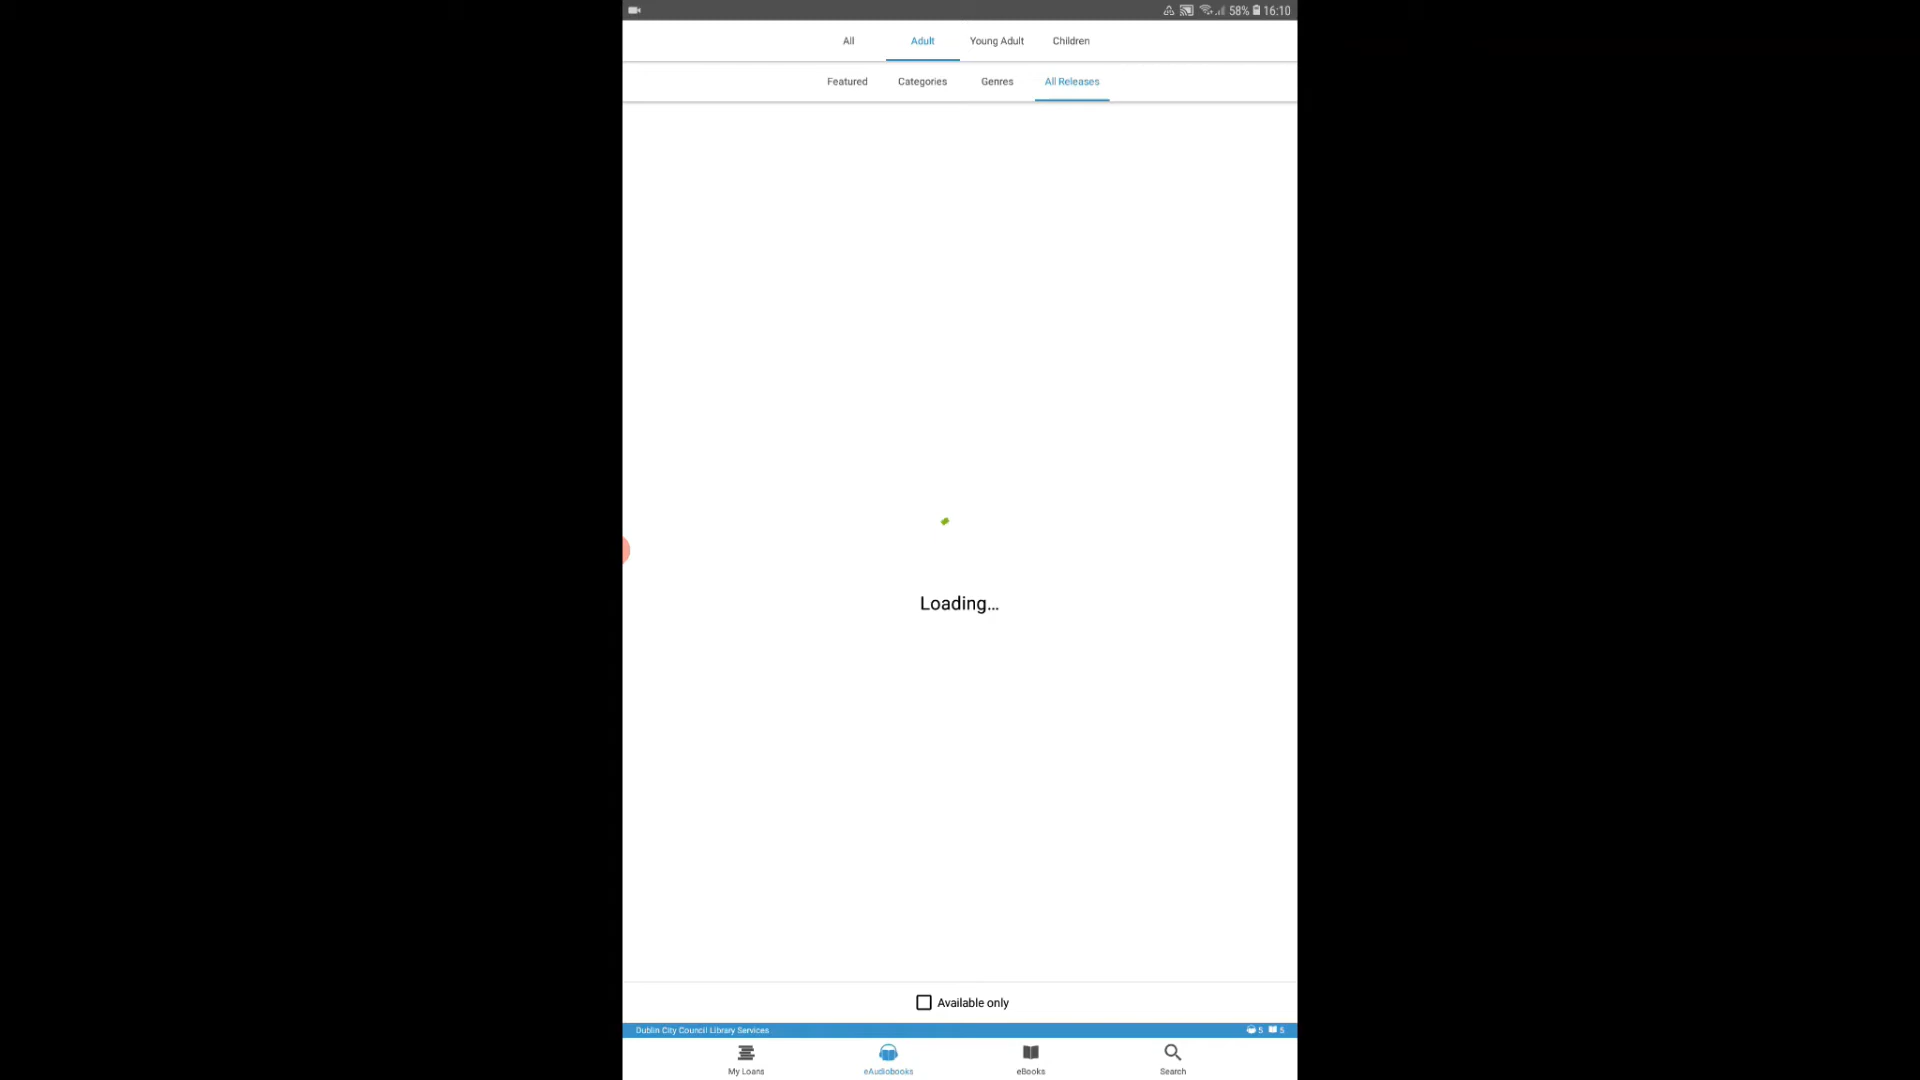 58% 16:10
All Adult Young Adult Children
Featured Categories Genres All Releases
Loading...
Available only
Dublin City Council Library Services 5 5
My Loans eAudiobooks eBooks Search